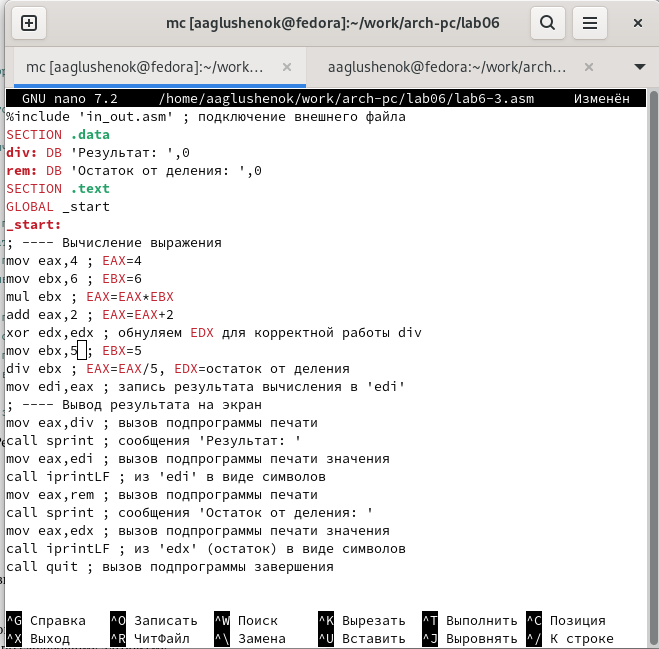 mc [aaglushenok@fedora]:~/work/arch-pc/lab06
mc [aaglushenok@fedora]:~/work… × aaglushenok@fedora:~/work/arch… ×
GNU nano 7.2 /home/aaglushenok/work/arch-pc/lab06/lab6-3.asm Изменён
%include 'in_out.asm' ; подключение внешнего файла
SECTION .data
div: DB 'Результат: ',0
rem: DB 'Остаток от деления: ',0
SECTION .text
GLOBAL _start
_start:
; ---- Вычисление выражения
mov eax,4 ; EAX=4
mov ebx,6 ; EBX=6
mul ebx ; EAX=EAX*EBX
add eax,2 ; EAX=EAX+2
xor edx,edx ; обнуляем EDX для корректной работы div
mov ebx,5 ; EBX=5
div ebx ; EAX=EAX/5, EDX=остаток от деления
mov edi,eax ; запись результата вычисления в 'edi'
; ---- Вывод результата на экран
mov eax,div ; вызов подпрограммы печати
call sprint ; сообщения 'Результат: '
mov eax,edi ; вызов подпрограммы печати значения
call iprintLF ; из 'edi' в виде символов
mov eax,rem ; вызов подпрограммы печати
call sprint ; сообщения 'Остаток от деления: '
mov eax,edx ; вызов подпрограммы печати значения
call iprintLF ; из 'edx' (остаток) в виде символов
call quit ; вызов подпрограммы завершения
^G Справка ^O Записать ^W Поиск ^K Вырезать ^T Выполнить ^C Позиция
^X Выход ^R ЧитФайл ^\ Замена ^U Вставить ^J Выровнять ^/ К строке